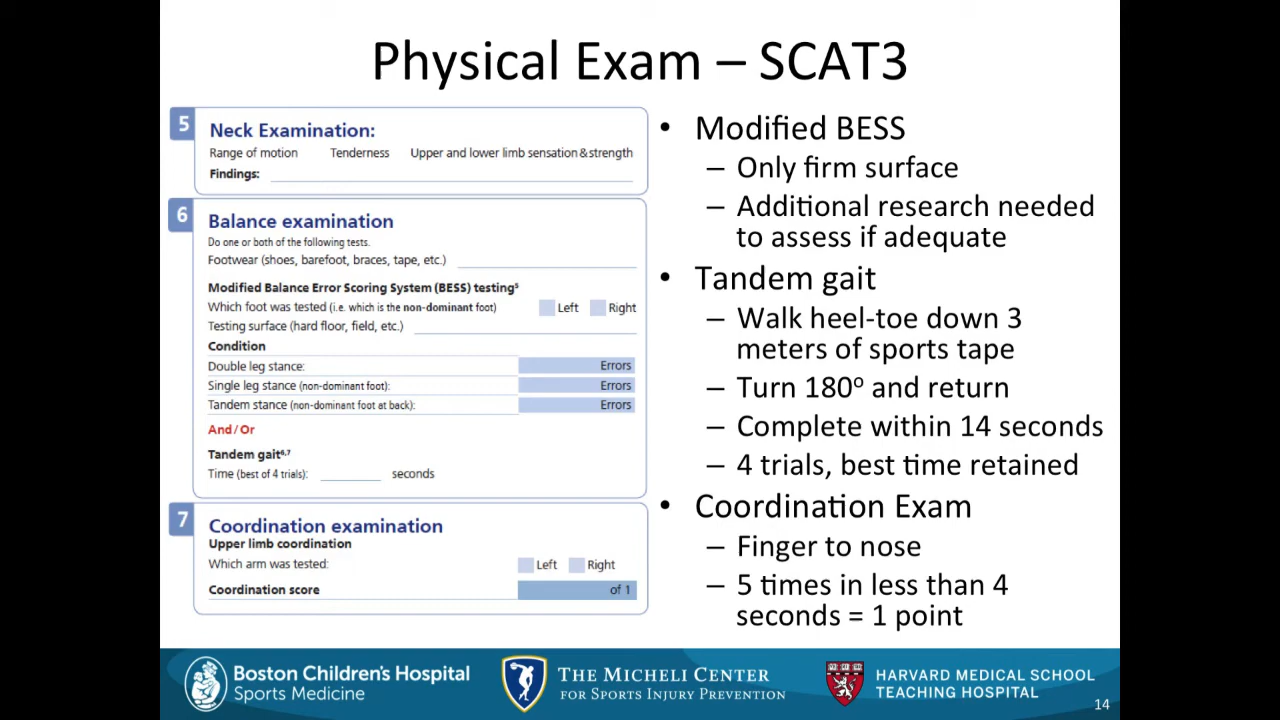 Physical Exam – SCAT3
5
Neck Examination:
Range of motion Tenderness Upper and lower limb sensation & strength
Findings:
6
Balance examination
Do one or both of the following tests.
Footwear (shoes, barefoot, braces, tape, etc.)
Modified Balance Error Scoring System (BESS) testing⁵
Which foot was tested (i.e. which is the non-dominant foot) Left Right
Testing surface (hard floor, field, etc.)
Condition
Double leg stance: Errors
Single leg stance (non-dominant foot): Errors
Tandem stance (non-dominant foot at back): Errors
And/Or
Tandem gait⁶,⁷
Time (best of 4 trials): seconds
7
Coordination examination
Upper limb coordination
Which arm was tested: Left Right
Coordination score of 1
• Modified BESS
– Only firm surface
– Additional research needed
to assess if adequate
• Tandem gait
– Walk heel-toe down 3
meters of sports tape
– Turn 180° and return
– Complete within 14 seconds
– 4 trials, best time retained
• Coordination Exam
– Finger to nose
– 5 times in less than 4
seconds = 1 point
Boston Children's Hospital
Sports Medicine
The Micheli Center
for Sports Injury Prevention
HARVARD MEDICAL SCHOOL
TEACHING HOSPITAL
14